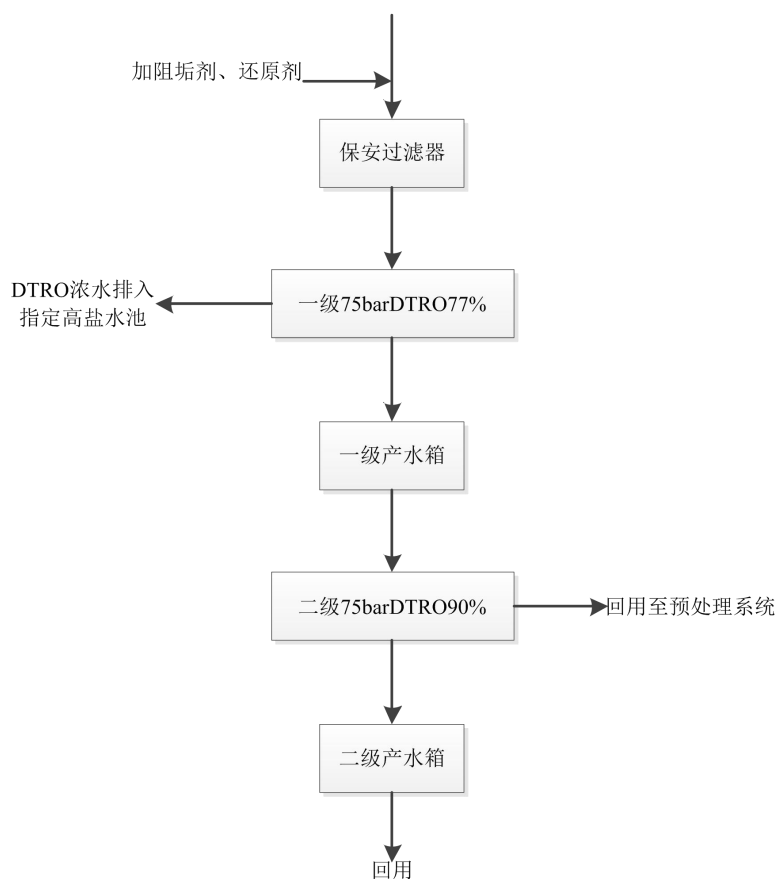 加阻垢剂、还原剂
保安过滤器
DTRO浓水排入
指定高盐水池
一级75barDTRO77%
一级产水箱
二级75barDTRO90%
回用至预处理系统
二级产水箱
回用